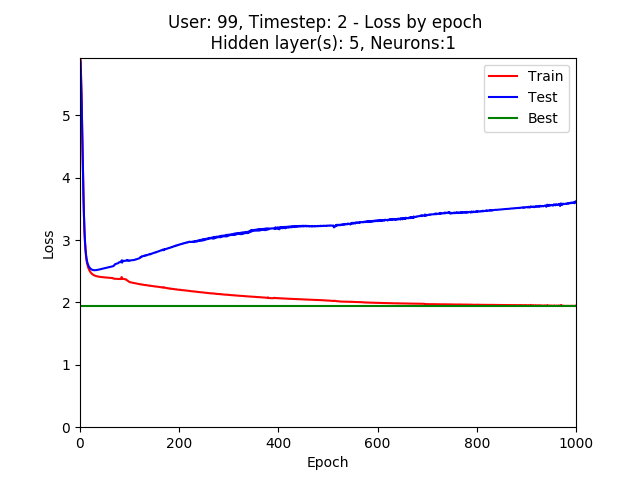 User: 99, Timestep: 2 - Loss by epoch
Hidden layer(s): 5, Neurons:1
Train
Test
Best
Loss
5
4
3
2
1
0
0 200 400 600 800 1000
Epoch